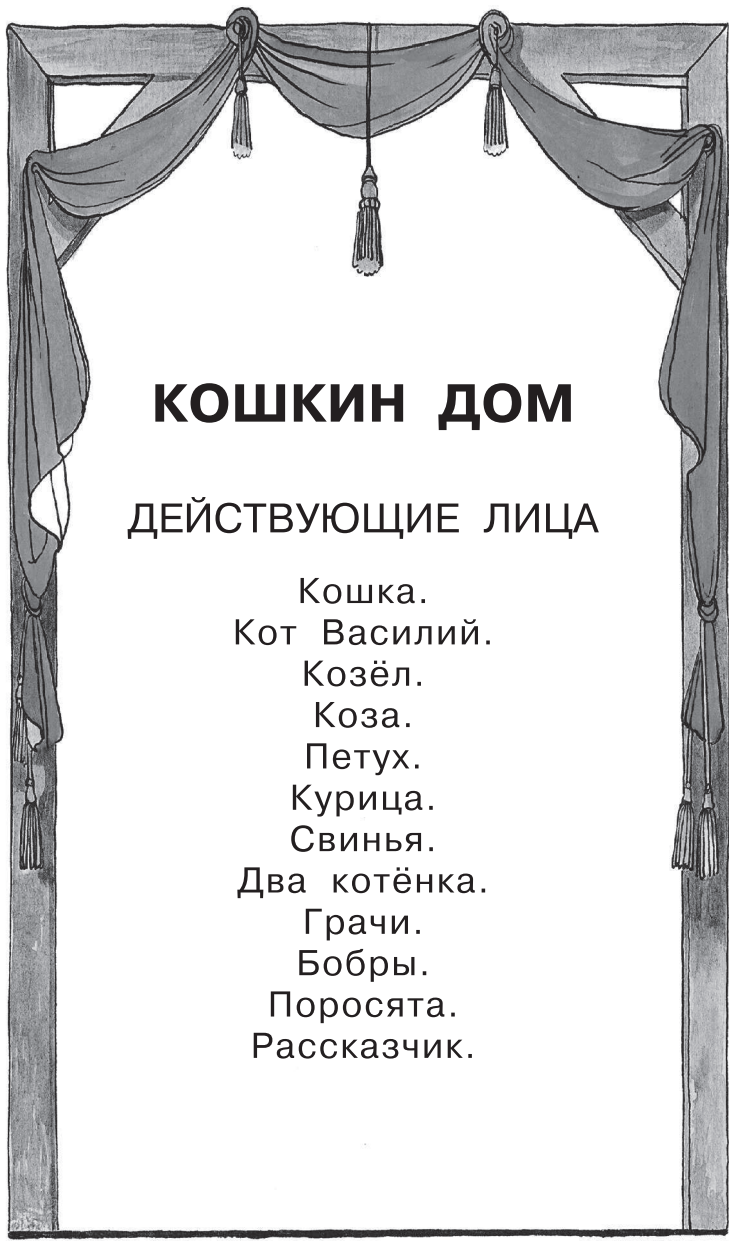 КОШКИН ДОМ
ДЕЙСТВУЮЩИЕ ЛИЦА
Кошка.
Кот Василий.
Козёл.
Коза.
Петух.
Курица.
Свинья.
Два котёнка.
Грачи.
Бобры.
Поросята.
Рассказчик.